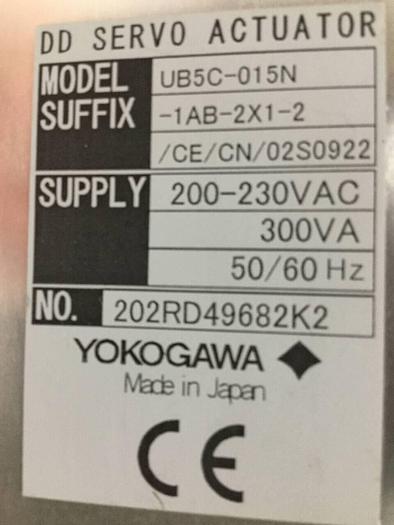 DD SERVO ACTUATOR
MODEL UB5C-015N
SUFFIX -1AB-2X1-2
/CE/CN/02S0922
SUPPLY 200-230VAC
300VA
50/60 Hz
NO. 202RD49682K2
YOKOGAWA
Made in Japan
CE